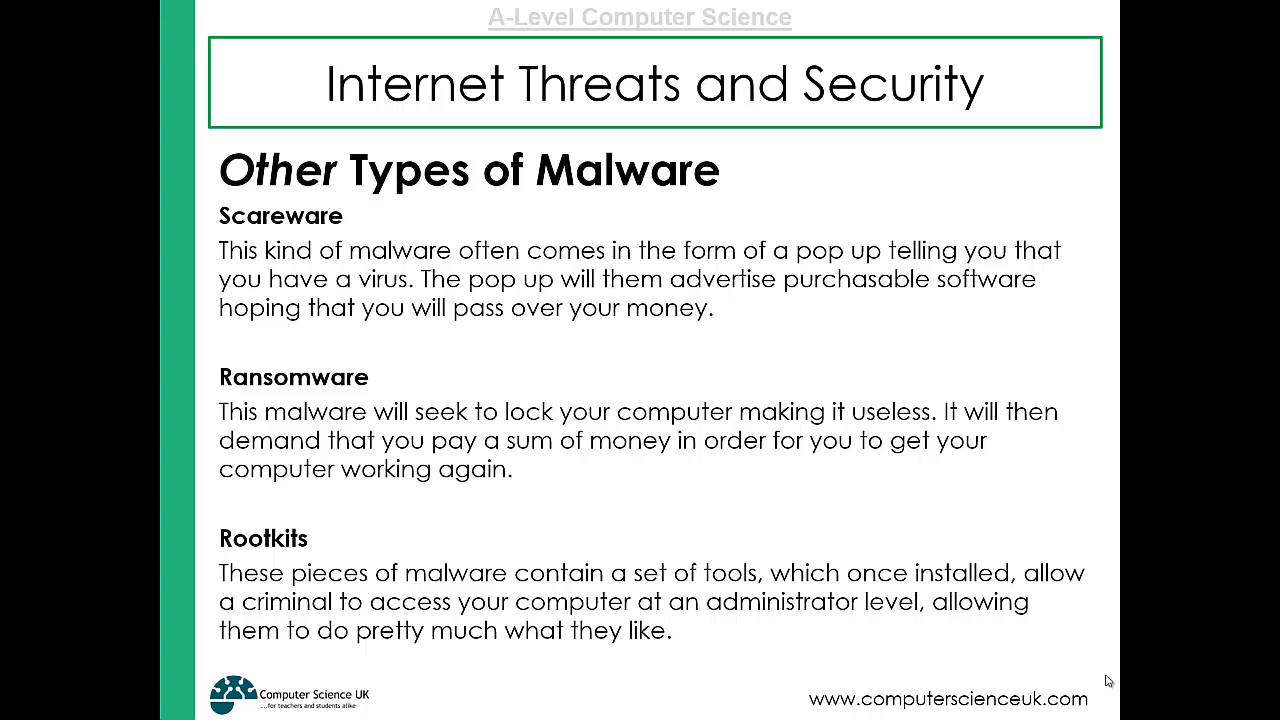 A-Level Computer Science
Internet Threats and Security
Other Types of Malware
Scareware
This kind of malware often comes in the form of a pop up telling you that
you have a virus. The pop up will them advertise purchasable software
hoping that you will pass over your money.
Ransomware
This malware will seek to lock your computer making it useless. It will then
demand that you pay a sum of money in order for you to get your
computer working again.
Rootkits
These pieces of malware contain a set of tools, which once installed, allow
a criminal to access your computer at an administrator level, allowing
them to do pretty much what they like.
Computer Science UK
....for teachers and students alike
www.computerscienceuk.com